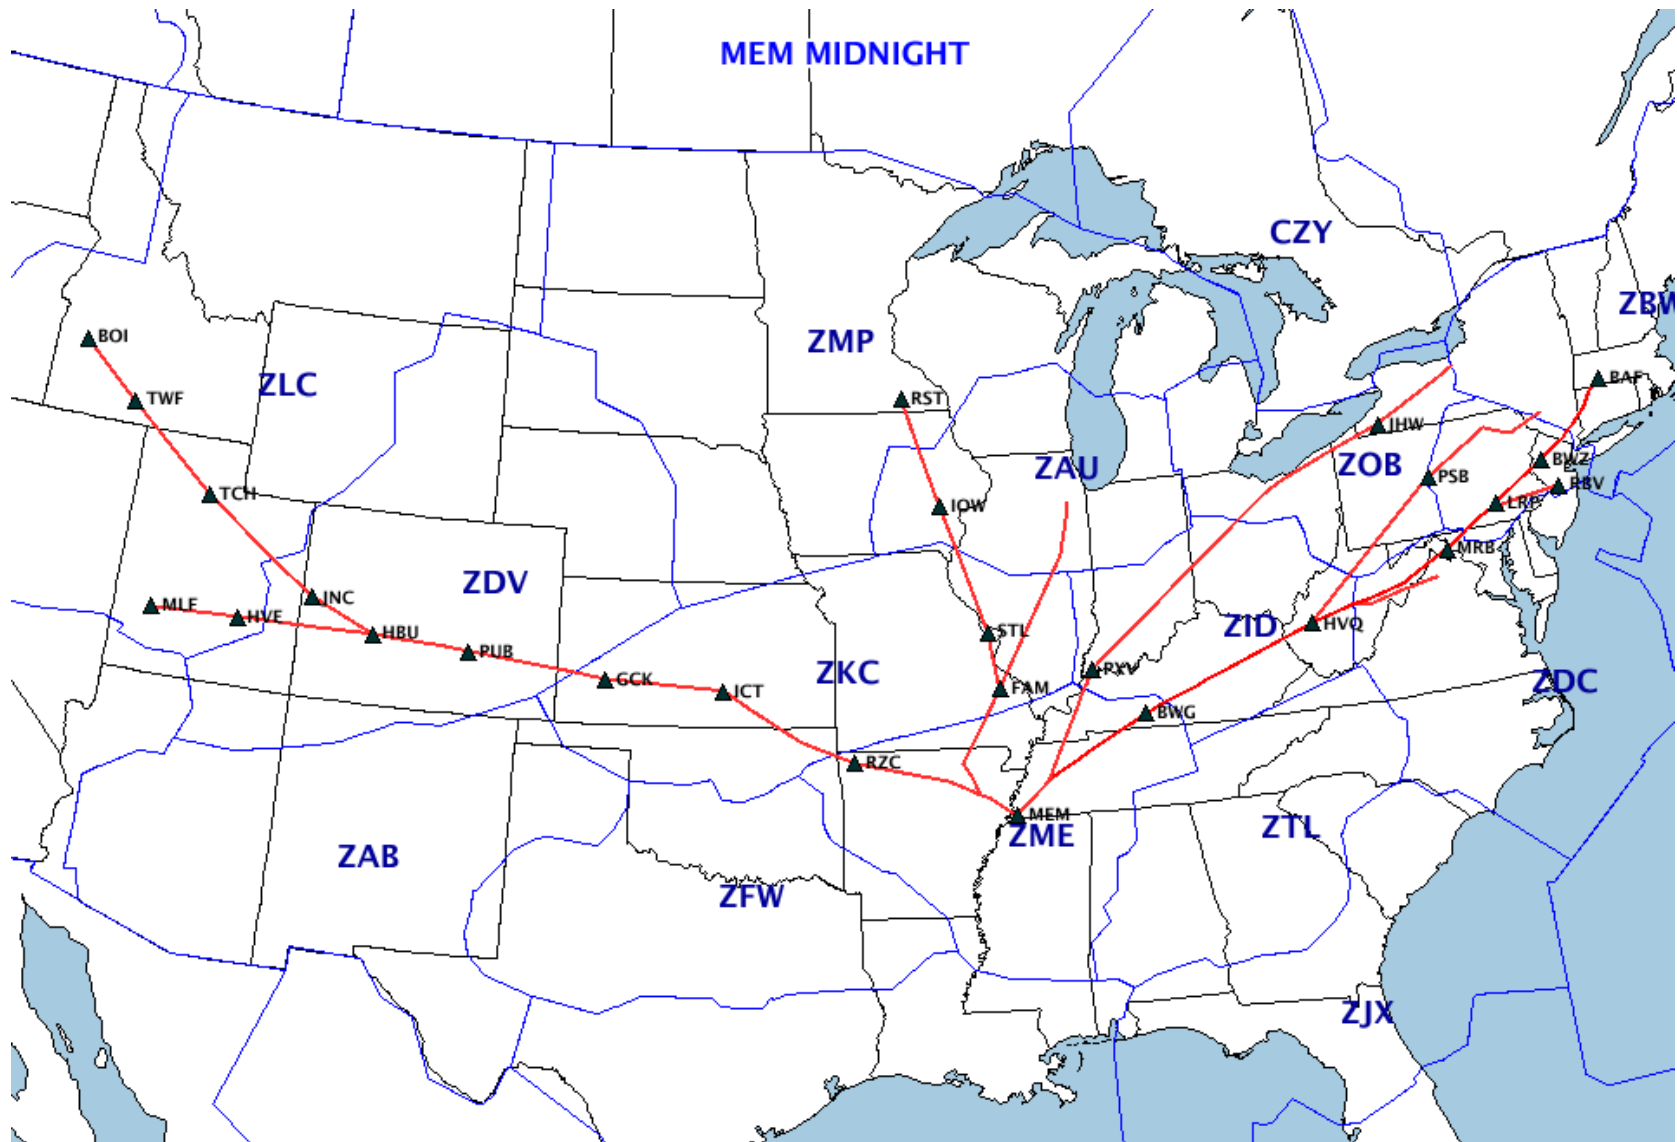 MEM MIDNIGHT
CZY
ZBW
ZMP
BOI
ZLC
TWF
RST
BAF
JHW
ZAU
ZOB
BWZ
PSB
RBV
TCH
IOW
LRP
MRB
ZDV
JNC
MLF
HVE
HBU
STL
ZID
HVQ
PUB
GCK
ZKC
PXV
FAM
ZDC
ICT
BWG
RZC
MEM
ZME
ZTL
ZAB
ZFW
ZJX